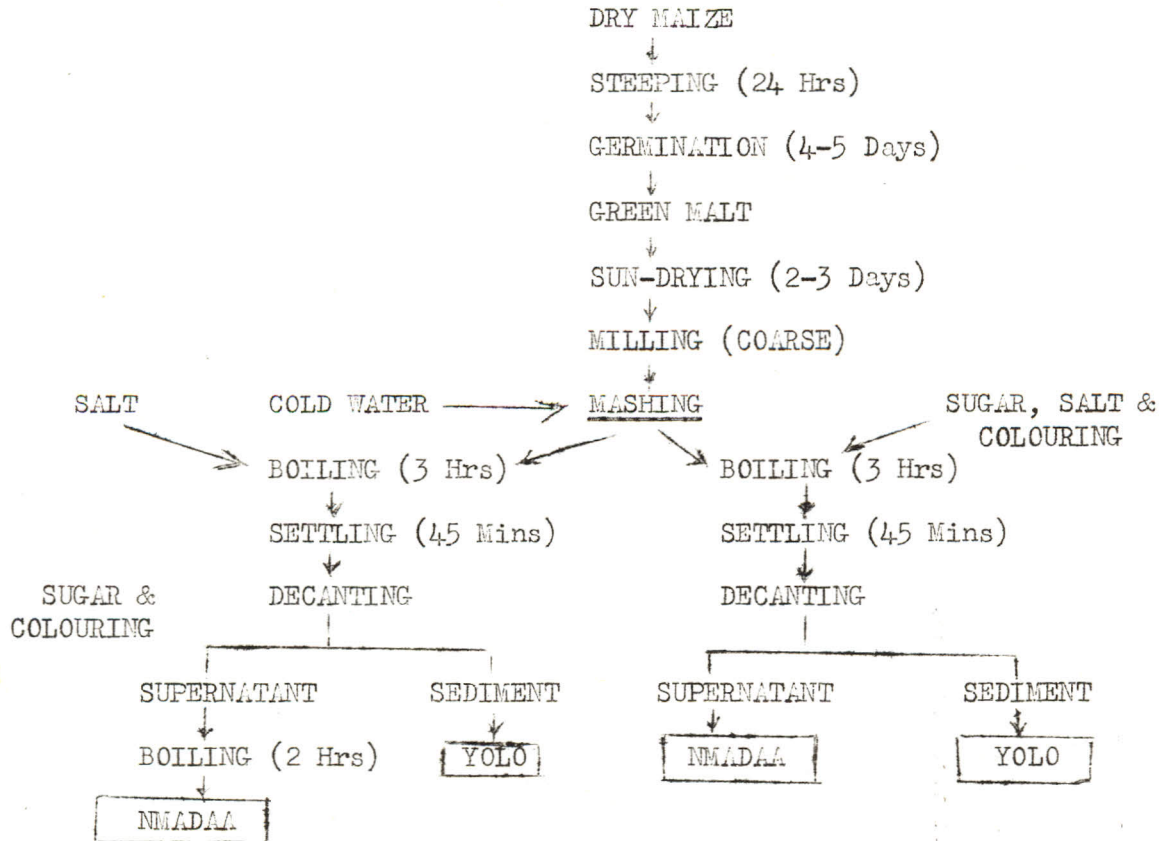 DRY MAIZE
STEEPING (24 Hrs)
GERMINATION (4-5 Days)
GREEN MALT
SUN-DRYING (2-3 Days)
MILLING (COARSE)
SALT COLD WATER MASHING SUGAR, SALT &
COLOURING
BOILING (3 Hrs) BOILING (3 Hrs)
SETTLING (45 Mins) SETTLING (45 Mins)
SUGAR & DECANTING DECANTING
COLOURING
SUPERNATANT SEDIMENT SUPERNATANT SEDIMENT
BOILING (2 Hrs) YOLO NMADAA YOLO
NMADAA